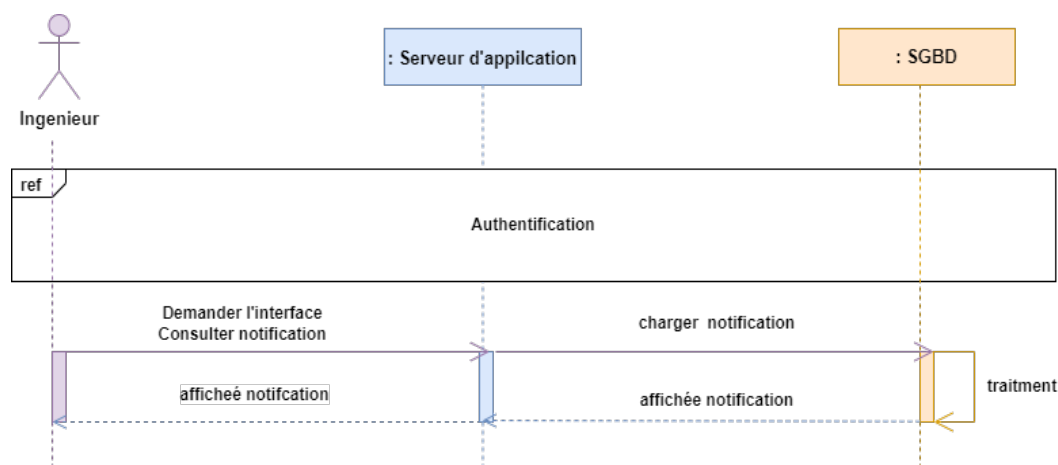 : Serveur d'appilcation
: SGBD
Ingenieur
ref
Authentification
Demander l'interface
Consulter notification
charger notification
afficheé notifcation
affichée notification
traitment